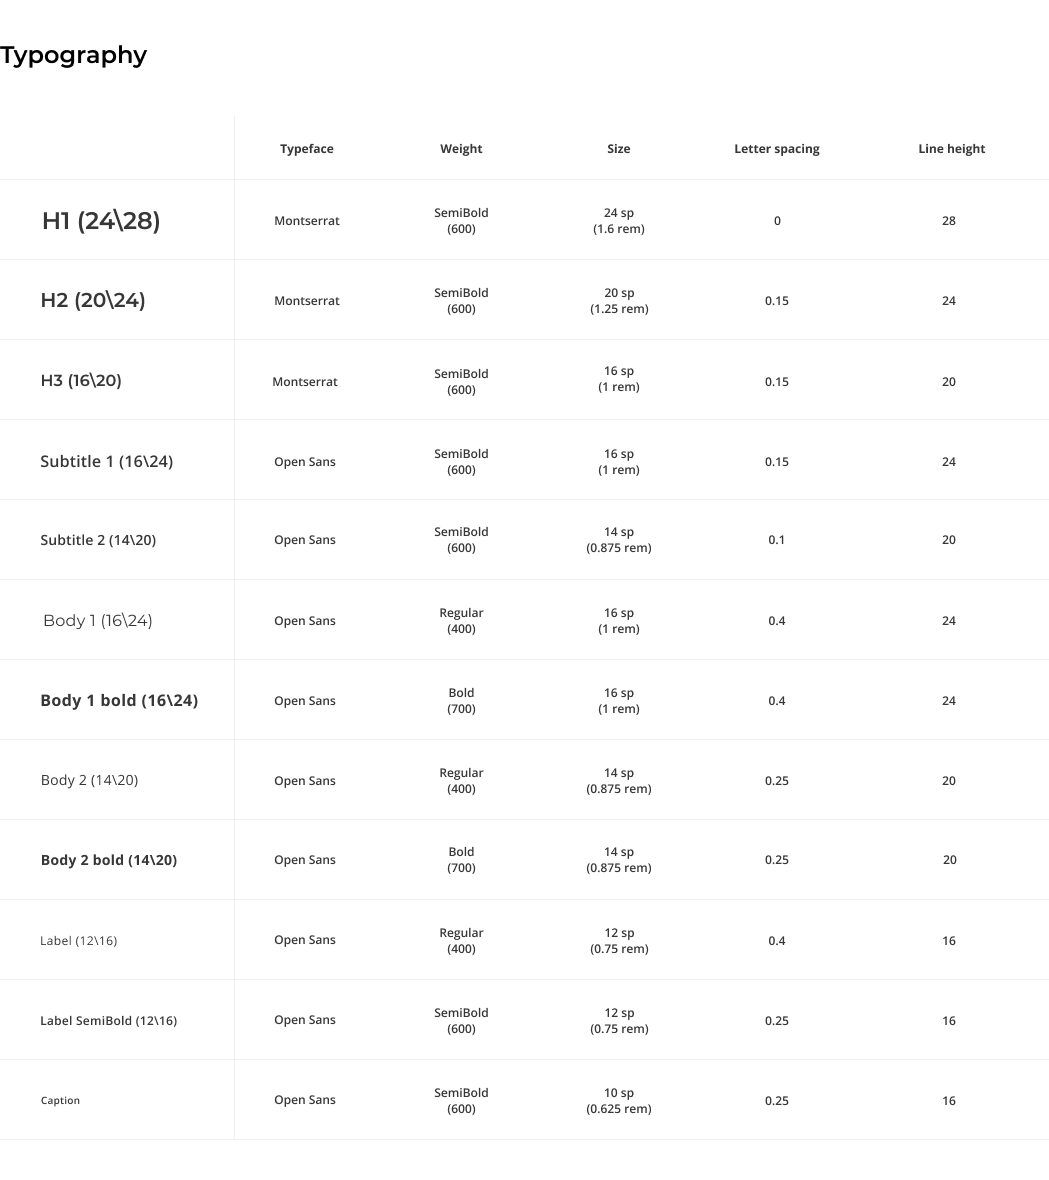 Typography
Typeface Weight Size Letter spacing Line height
H1 (24\28) Montserrat SemiBold (600) 24 sp (1.6 rem) 0 28
H2 (20\24) Montserrat SemiBold (600) 20 sp (1.25 rem) 0.15 24
H3 (16\20) Montserrat SemiBold (600) 16 sp (1 rem) 0.15 20
Subtitle 1 (16\24) Open Sans SemiBold (600) 16 sp (1 rem) 0.15 24
Subtitle 2 (14\20) Open Sans SemiBold (600) 14 sp (0.875 rem) 0.1 20
Body 1 (16\24) Open Sans Regular (400) 16 sp (1 rem) 0.4 24
Body 1 bold (16\24) Open Sans Bold (700) 16 sp (1 rem) 0.4 24
Body 2 (14\20) Open Sans Regular (400) 14 sp (0.875 rem) 0.25 20
Body 2 bold (14\20) Open Sans Bold (700) 14 sp (0.875 rem) 0.25 20
Label (12\16) Open Sans Regular (400) 12 sp (0.75 rem) 0.4 16
Label SemiBold (12\16) Open Sans SemiBold (600) 12 sp (0.75 rem) 0.25 16
Caption Open Sans SemiBold (600) 10 sp (0.625 rem) 0.25 16